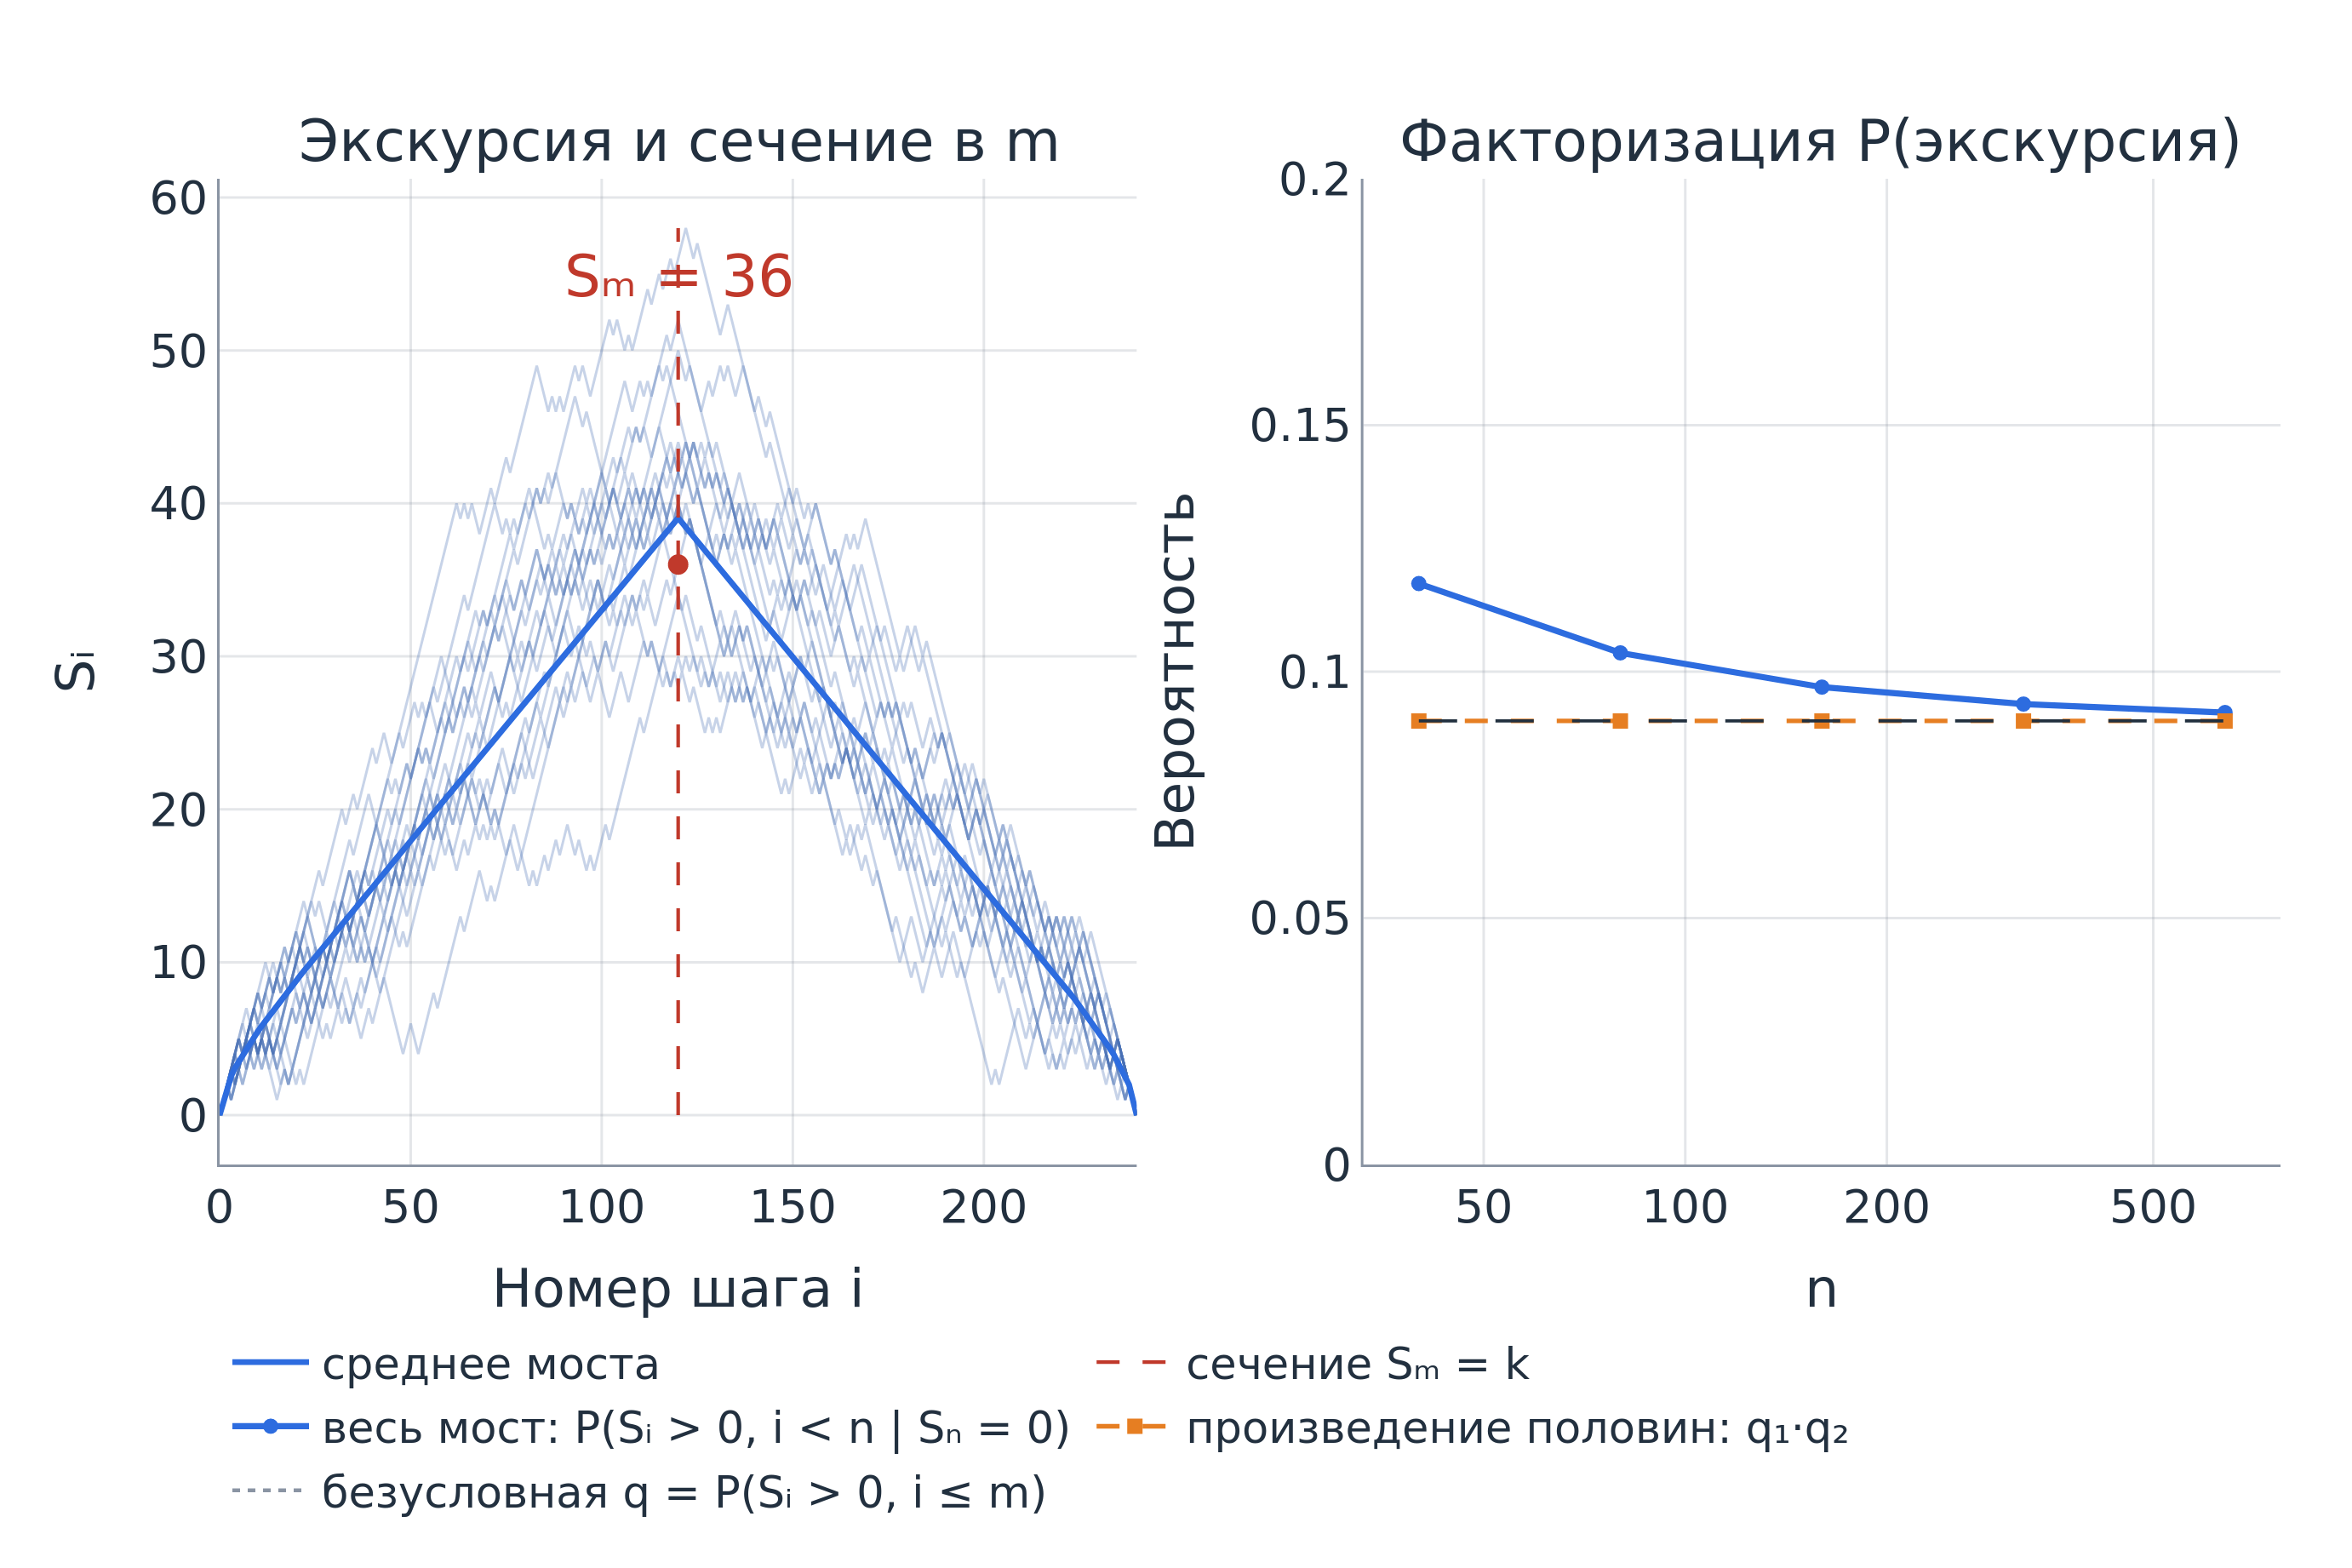 Экскурсия и сечение в m
Sₘ = 36
Sᵢ
60
50
40
30
20
10
0
0
50
100
150
200
Номер шага i
Факторизация P(экскурсия)
Вероятность
0.2
0.15
0.1
0.05
0
50
100
200
500
n
среднее моста
сечение Sₘ = k
весь мост: P(Sᵢ > 0, i < n | Sₙ = 0)
произведение половин: q₁·q₂
безусловная q = P(Sᵢ > 0, i ≤ m)